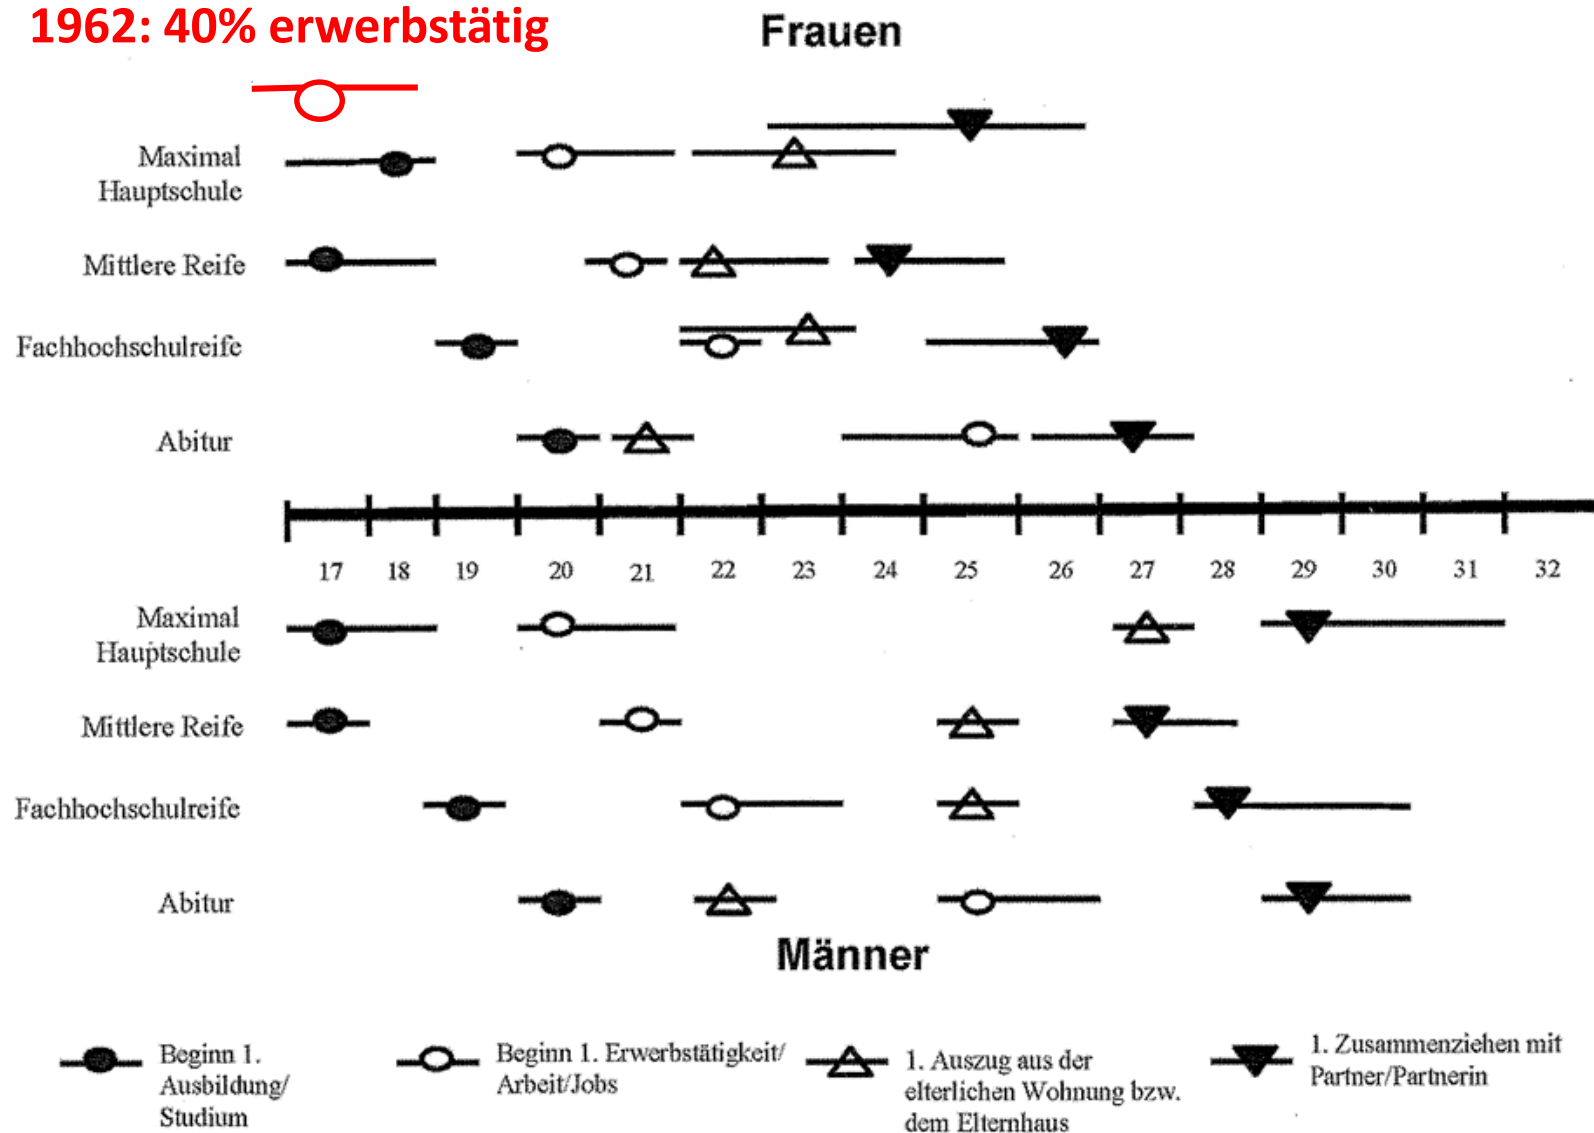 1962: 40% erwerbstätig
Frauen
Maximal
Hauptschule
Mittlere Reife
Fachhochschulreife
Abitur
17 18 19 20 21 22 23 24 25 26 27 28 29 30 31 32
Maximal
Hauptschule
Mittlere Reife
Fachhochschulreife
Abitur
Männer
Beginn 1.
Ausbildung/
Studium
Beginn 1. Erwerbstätigkeit/
Arbeit/Jobs
1. Auszug aus der
elterlichen Wohnung bzw.
dem Elternhaus
1. Zusammenziehen mit
Partner/Partnerin